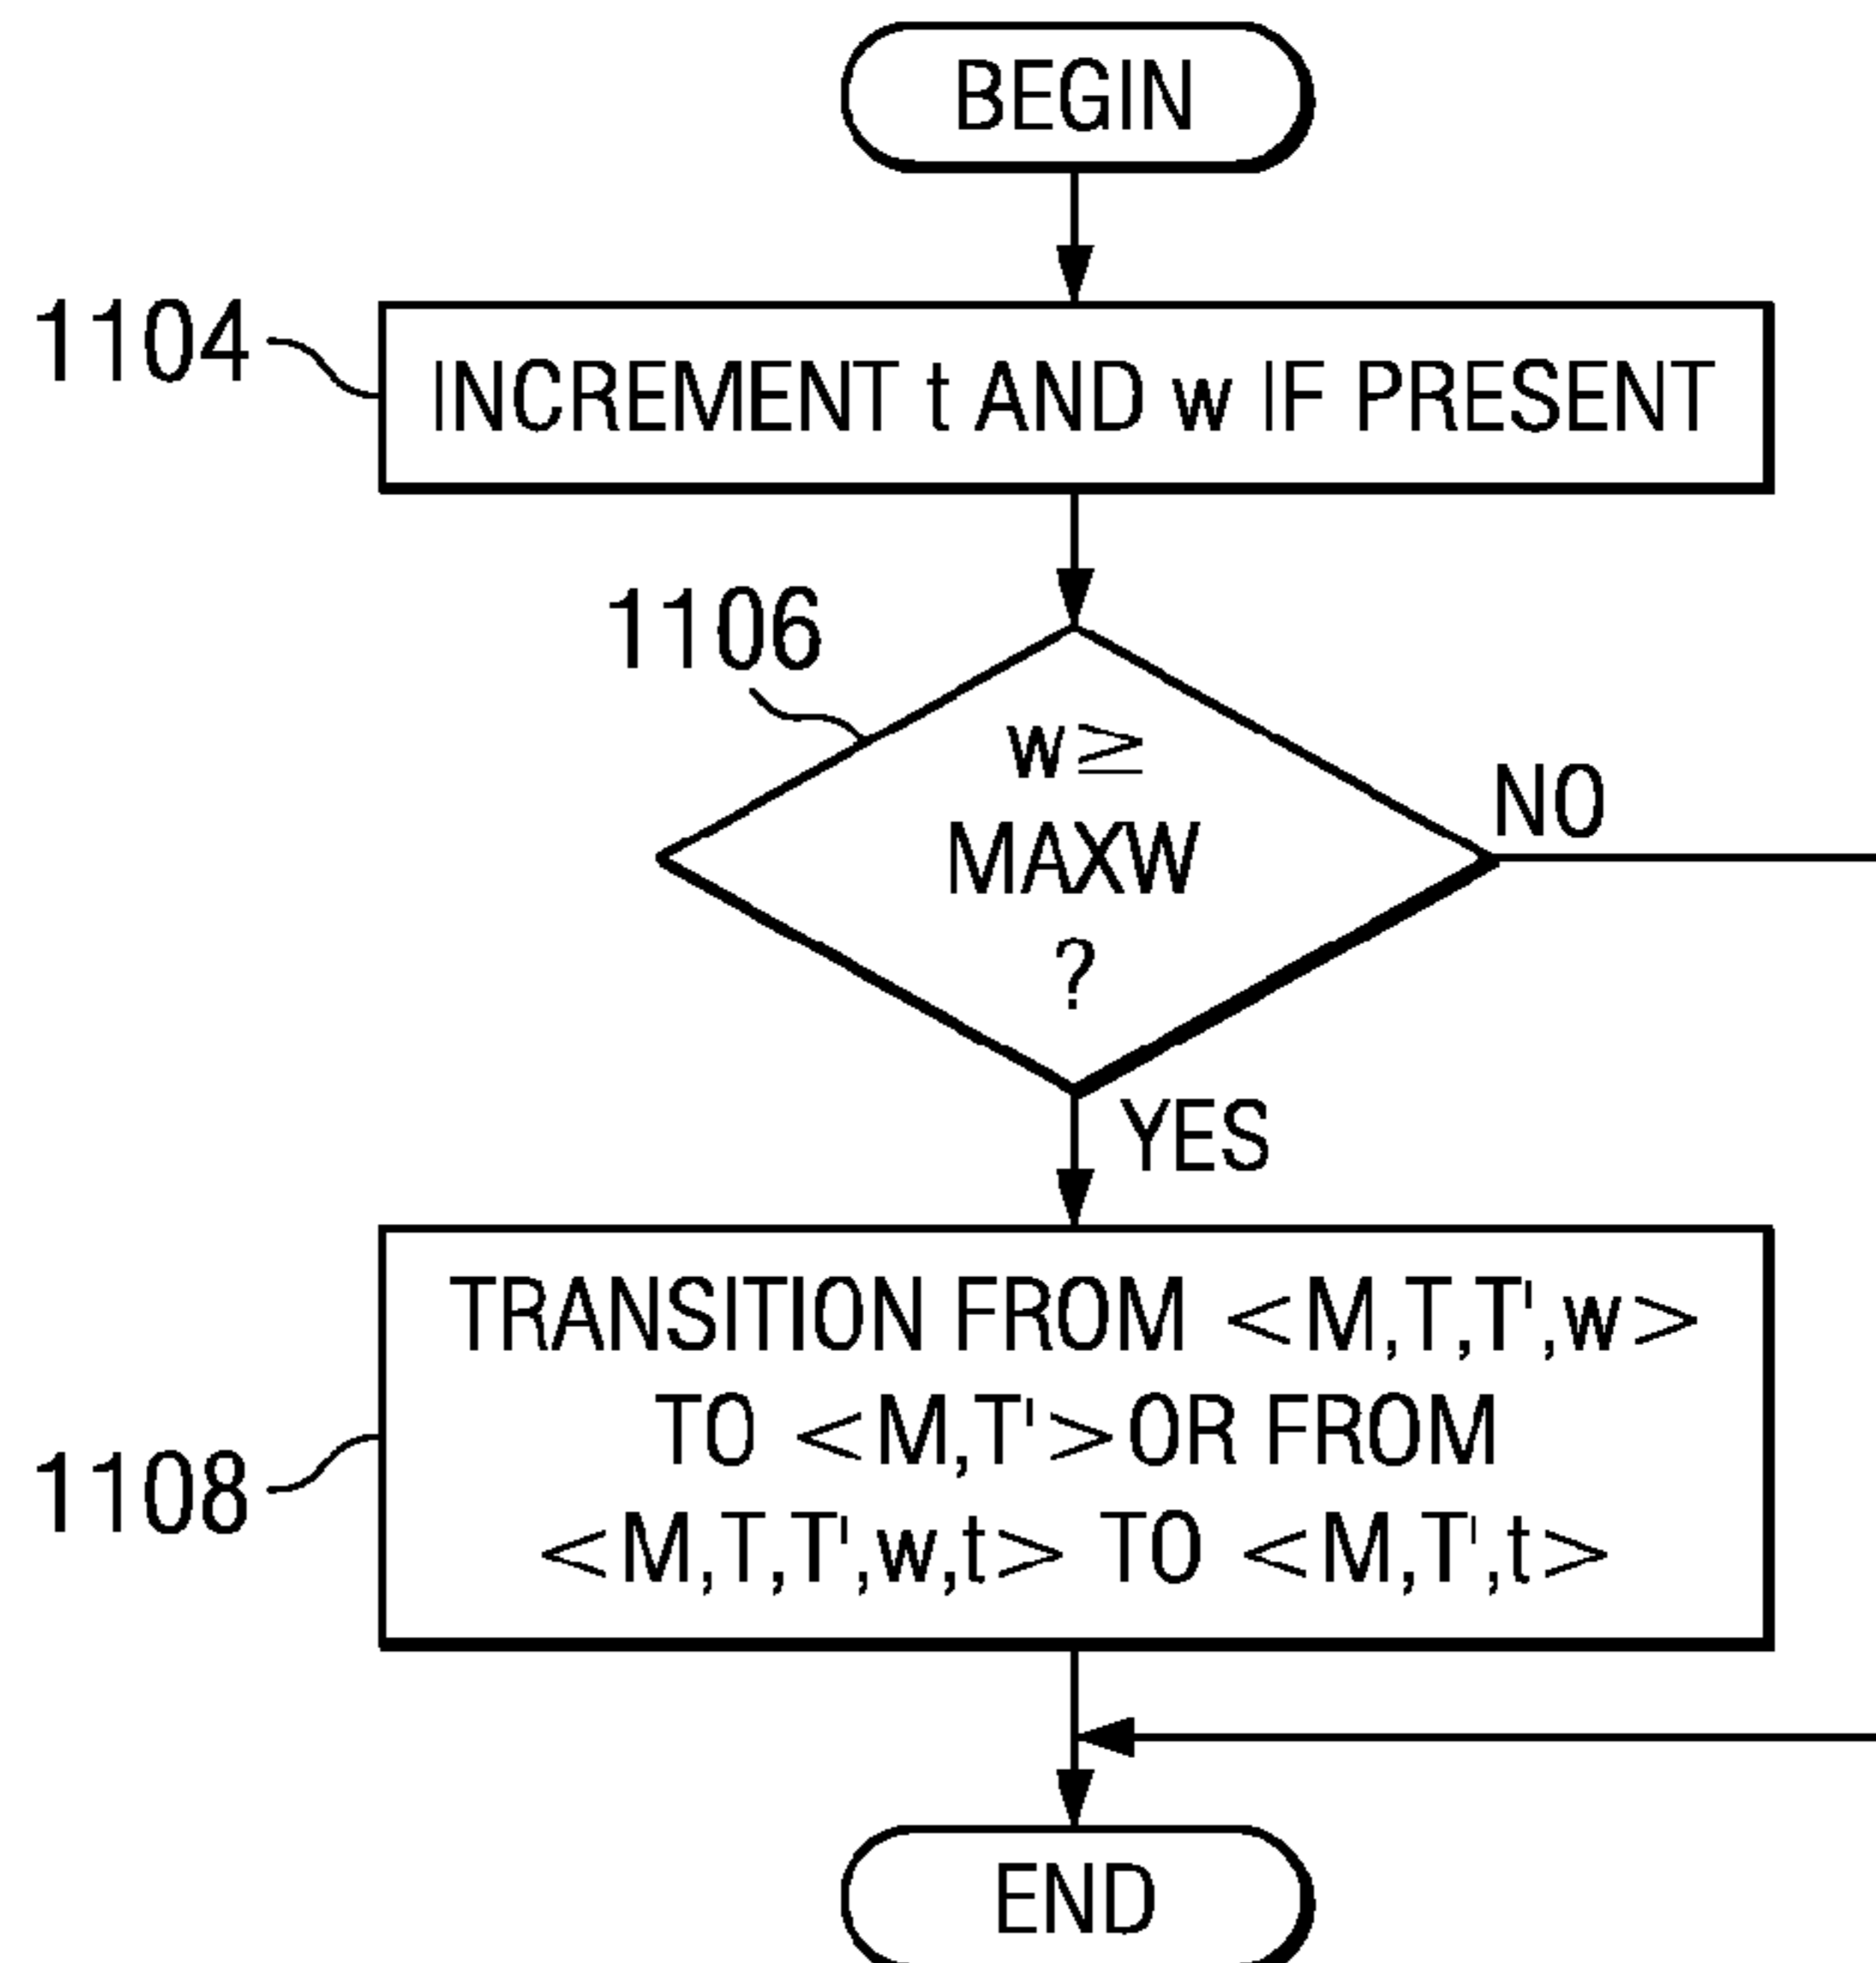 BEGIN
1104
INCREMENT t AND w IF PRESENT
1106
w≥
MAXW
?
NO
YES
TRANSITION FROM <M,T,T',w>
TO <M,T'>OR FROM
<M,T,T',w,t> TO <M,T',t>
1108
END